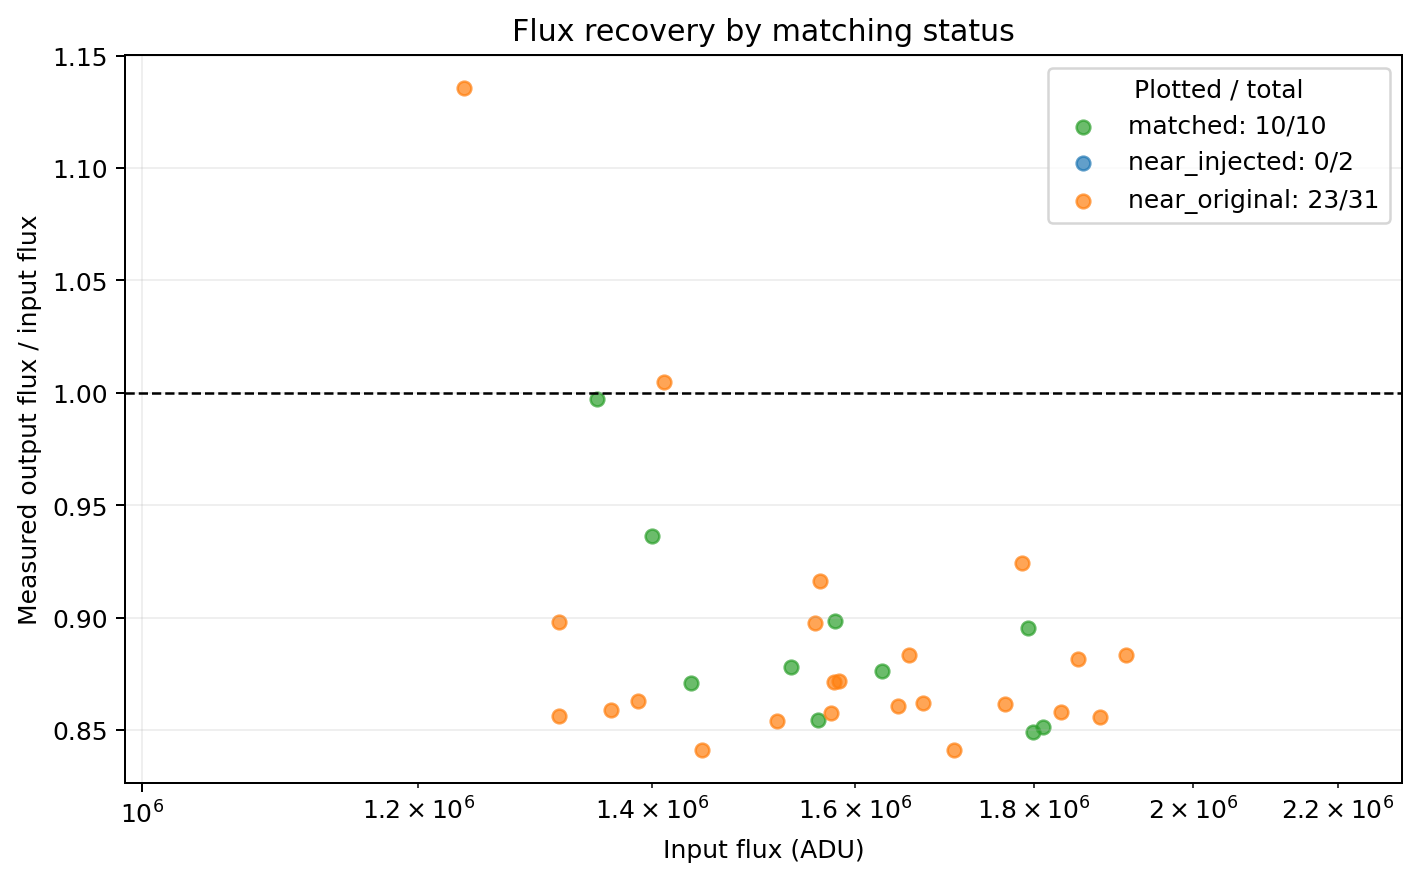 Flux recovery by matching status
Measured output flux / input flux
1.15
1.10
1.05
1.00
0.95
0.90
0.85
Plotted / total
matched: 10/10
near_injected: 0/2
near_original: 23/31
10⁶
1.2 × 10⁶
1.4 × 10⁶
1.6 × 10⁶
1.8 × 10⁶
2 × 10⁶
2.2 × 10⁶
Input flux (ADU)